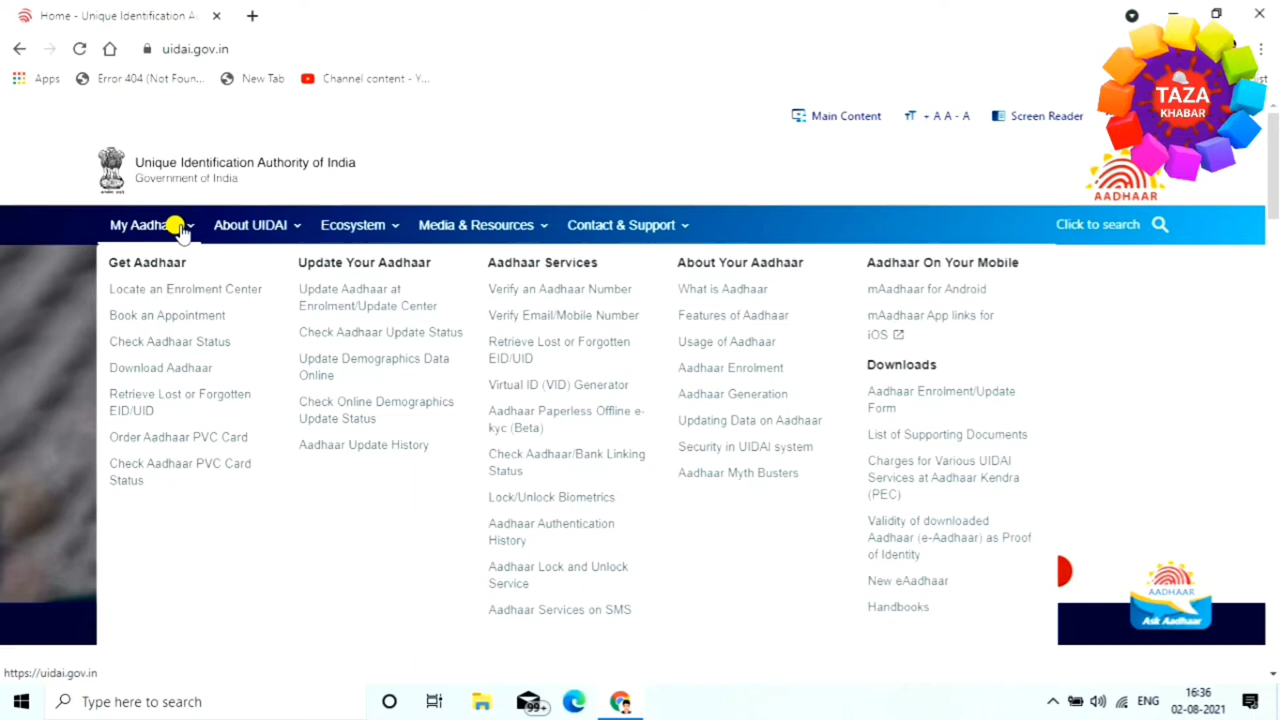 Home - Unique Identification A
uidai.gov.in
Apps
Error 404 (Not Foun...
New Tab
Channel content - Y...
TAZA
KHABAR
Main Content
+ A A - A
Screen Reader
Unique Identification Authority of India
Government of India
AADHAAR
About UIDAI
Ecosystem
Media & Resources
Contact & Support
Click to search
Get Aadhaar
Locate an Enrolment Center
Book an Appointment
Check Aadhaar Status
Download Aadhaar
Retrieve Lost or Forgotten
EID/UID
Order Aadhaar PVC Card
Check Aadhaar PVC Card
Status
Update Your Aadhaar
Update Aadhaar at
Enrolment/Update Center
Check Aadhaar Update Status
Update Demographics Data
Online
Check Online Demographics
Update Status
Aadhaar Update History
Aadhaar Services
Verify an Aadhaar Number
Verify Email/Mobile Number
Retrieve Lost or Forgotten
EID/UID
Virtual ID (VID) Generator
Aadhaar Paperless Offline e-
kyc (Beta)
Check Aadhaar/Bank Linking
Status
Lock/Unlock Biometrics
Aadhaar Authentication
History
Aadhaar Lock and Unlock
Service
Aadhaar Services on SMS
About Your Aadhaar
What is Aadhaar
Features of Aadhaar
Usage of Aadhaar
Aadhaar Enrolment
Aadhaar Generation
Updating Data on Aadhaar
Security in UIDAI system
Aadhaar Myth Busters
Aadhaar On Your Mobile
mAadhaar for Android
mAadhaar App links for
iOS
Downloads
Aadhaar Enrolment/Update
Form
List of Supporting Documents
Charges for Various UIDAI
Services at Aadhaar Kendra
(PEC)
Validity of downloaded
Aadhaar (e-Aadhaar) as Proof
of Identity
New eAadhaar
Handbooks
AADHAAR
Ask Aadhaar
https://uidai.gov.in
Type here to search
99+
ENG
16:36
02-08-2021